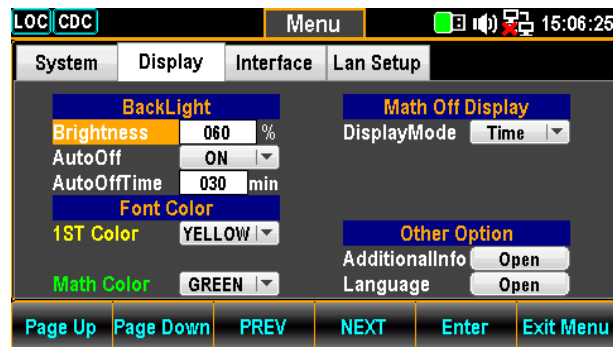 LOC CDC Menu 15:06:25
System Display Interface Lan Setup
BackLight
Brightness 060 %
AutoOff ON
AutoOffTime 030 min
Font Color
1ST Color YELLOW
Math Color GREEN
Math Off Display
DisplayMode Time
Other Option
AdditionalInfo Open
Language Open
Page Up Page Down PREV NEXT Enter Exit Menu